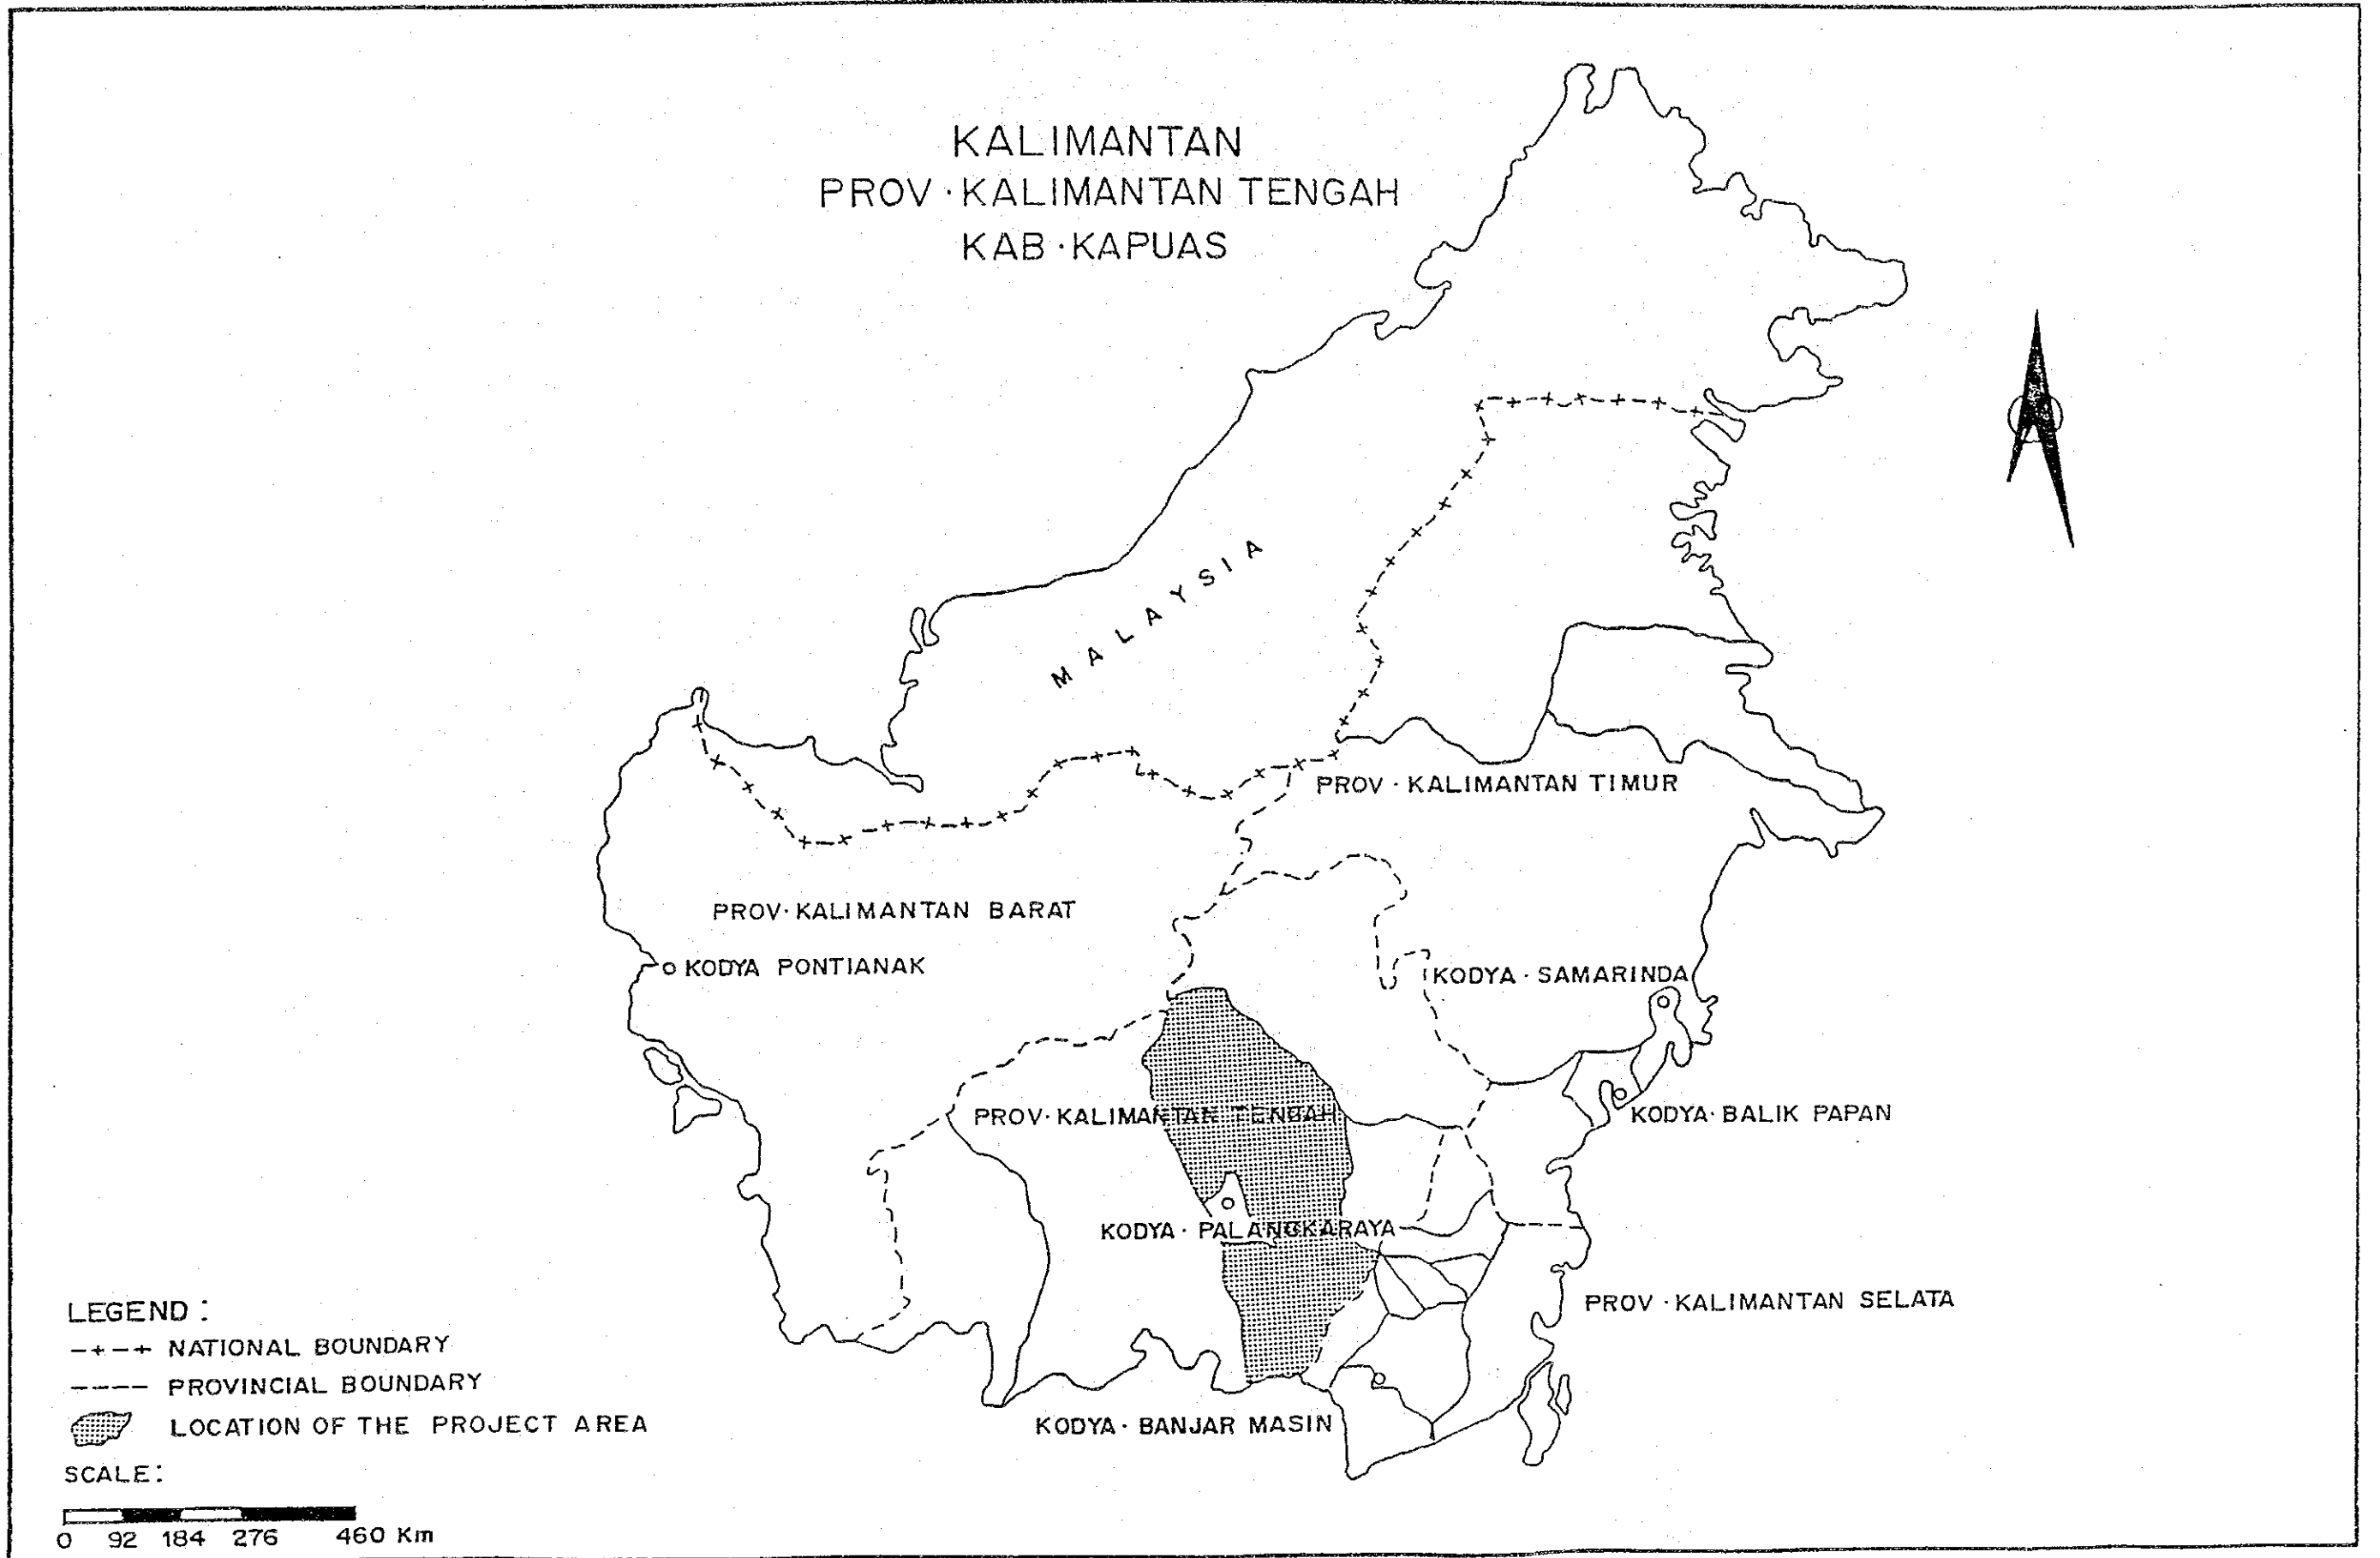 KALIMANTAN
PROV · KALIMANTAN TENGAH
KAB · KAPUAS
MALAYSIA
PROV · KALIMANTAN TIMUR
PROV · KALIMANTAN BARAT
KODYA PONTIANAK
KODYA · SAMARINDA
PROV · KALIMANTAN TENGAH
KODYA · BALIK PAPAN
KODYA · PALANGKARAYA
PROV · KALIMANTAN SELATA
KODYA · BANJAR MASIN
LEGEND :
NATIONAL BOUNDARY
PROVINCIAL BOUNDARY
LOCATION OF THE PROJECT AREA
SCALE:
0 92 184 276 460 Km